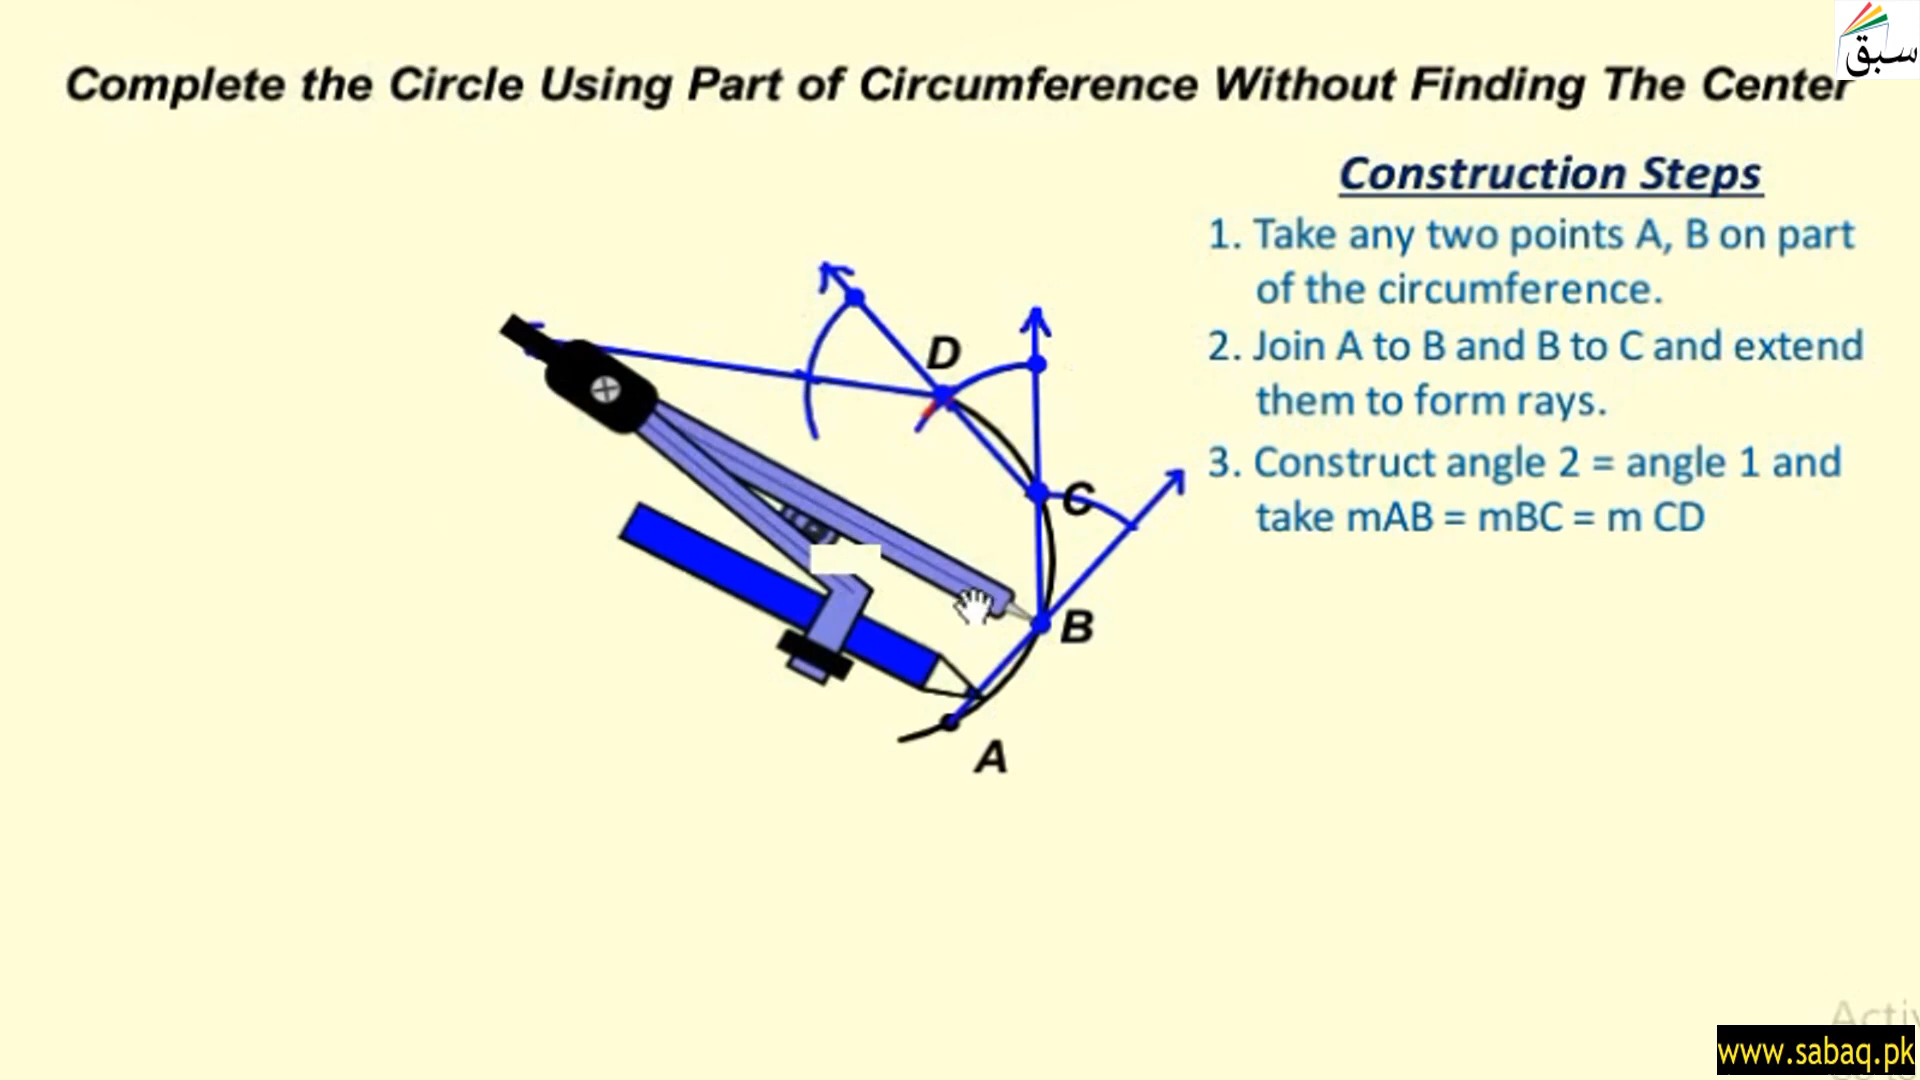 سبق
Complete the Circle Using Part of Circumference Without Finding The Center
Construction Steps
1. Take any two points A, B on part
of the circumference.
2. Join A to B and B to C and extend
them to form rays.
3. Construct angle 2 = angle 1 and
take mAB = mBC = m CD
D
C
B
A
www.sabaq.pk